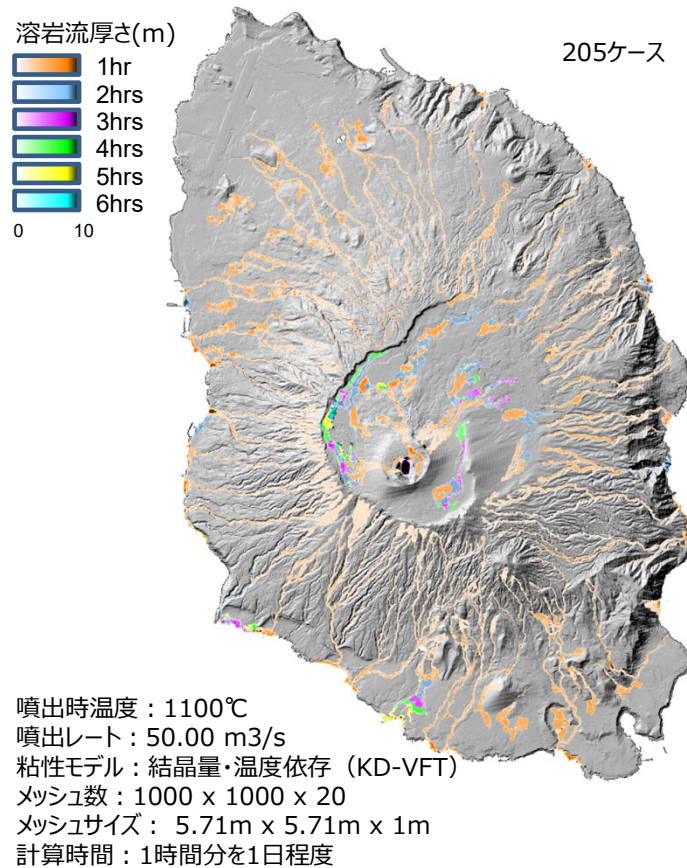 溶岩流厚さ(m)
205ケース
1hr
2hrs
3hrs
4hrs
5hrs
6hrs
0 10
噴出時温度：1100℃
噴出レート：50.00 m3/s
粘性モデル：結晶量・温度依存（KD-VFT）
メッシュ数：1000 x 1000 x 20
メッシュサイズ： 5.71m x 5.71m x 1m
計算時間：1時間分を1日程度